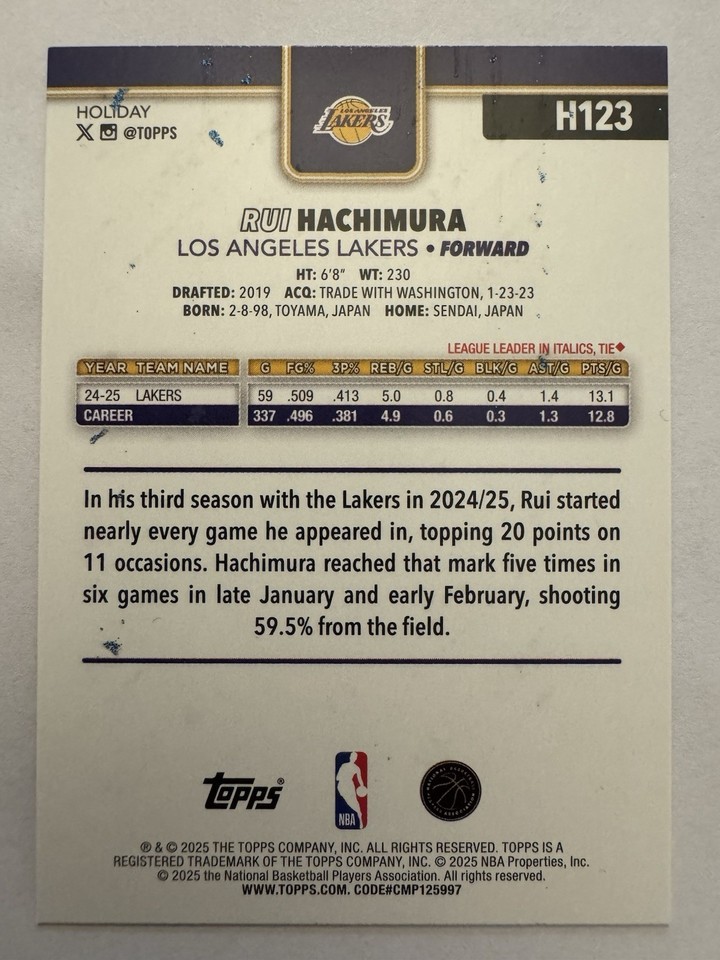 HOLIDAY
X @TOPPS
LOS ANGELES
LAKERS
H123
RUI HACHIMURA
LOS ANGELES LAKERS • FORWARD
HT: 6'8" WT: 230
DRAFTED: 2019 ACQ: TRADE WITH WASHINGTON, 1-23-23
BORN: 2-8-98, TOYAMA, JAPAN HOME: SENDAI, JAPAN
LEAGUE LEADER IN ITALICS, TIE◆
YEAR TEAM NAME G FG% 3P% REB/G STL/G BLK/G AST/G PTS/G
24-25 LAKERS 59 .509 .413 5.0 0.8 0.4 1.4 13.1
CAREER 337 .496 .381 4.9 0.6 0.3 1.3 12.8
In his third season with the Lakers in 2024/25, Rui started
nearly every game he appeared in, topping 20 points on
11 occasions. Hachimura reached that mark five times in
six games in late January and early February, shooting
59.5% from the field.
Topps®
NBA
® & © 2025 THE TOPPS COMPANY, INC. ALL RIGHTS RESERVED. TOPPS IS A
REGISTERED TRADEMARK OF THE TOPPS COMPANY, INC. © 2025 NBA Properties, Inc.
© 2025 the National Basketball Players Association. All rights reserved.
WWW.TOPPS.COM. CODE#CMP125997